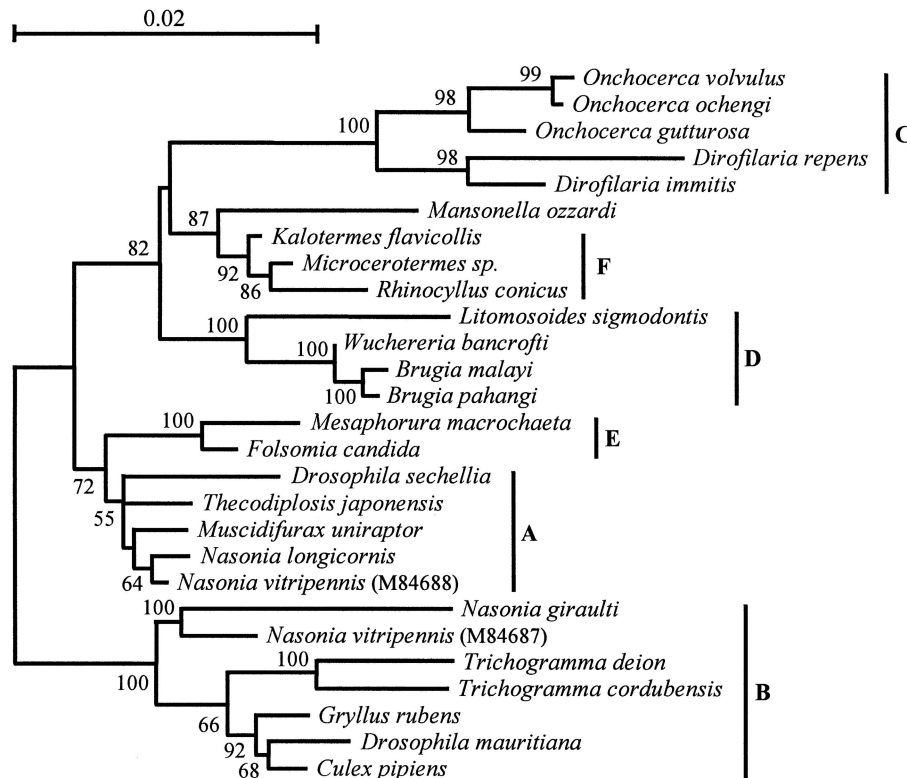 0.02
99 Onchocerca volvulus
98 Onchocerca ochengi
C
100 Onchocerca gutturosa
98 Dirofilaria repens
Dirofilaria immitis
87 Mansonella ozzardi
82 Kalotermes flavicollis
92 Microcerotermes sp.
F
86 Rhinocyllus conicus
100 Litomosoides sigmodontis
100 Wuchereria bancrofti
D
Brugia malayi
100 Brugia pahangi
100 Mesaphorura macrochaeta
E
Folsomia candida
72 Drosophila sechellia
55 Thecodiplosis japonensis
Muscidifurax uniraptor
A
Nasonia longicornis
64 Nasonia vitripennis (M84688)
100 Nasonia giraulti
Nasonia vitripennis (M84687)
100 100 Trichogramma deion
Trichogramma cordubensis
B
66 Gryllus rubens
92 Drosophila mauritiana
68 Culex pipiens